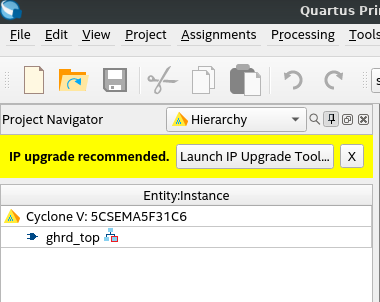 Quartus Pri
File Edit View Project Assignments Processing Tools
Project Navigator Hierarchy
IP upgrade recommended. Launch IP Upgrade Tool... X
Entity:Instance
Cyclone V: 5CSEMA5F31C6
ghrd_top